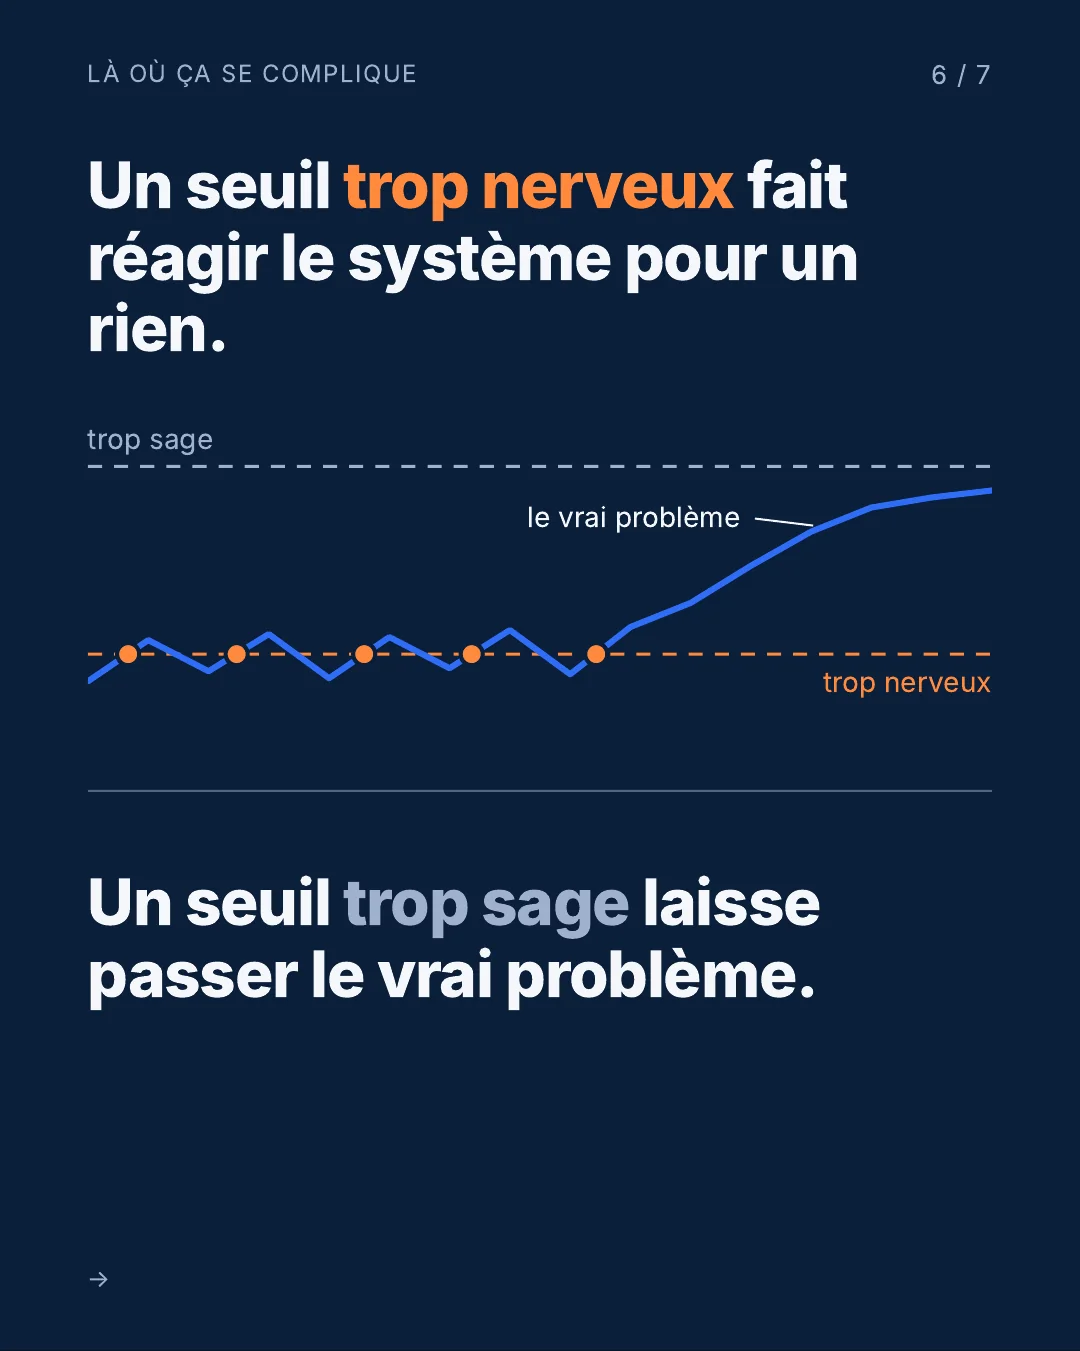 LÀ OÙ ÇA SE COMPLIQUE
6 / 7
Un seuil trop nerveux fait
réagir le système pour un
rien.
trop sage
le vrai problème
trop nerveux
Un seuil trop sage laisse
passer le vrai problème.
→